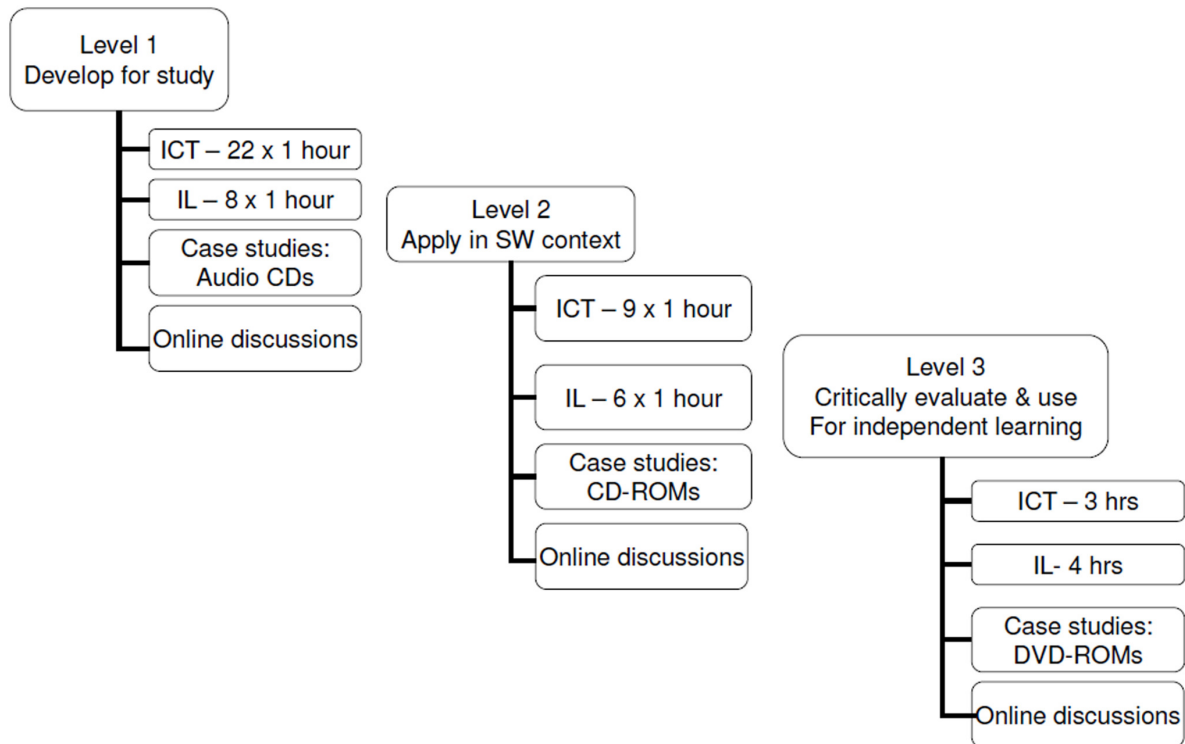 Level 1
Develop for study
ICT – 22 x 1 hour
IL – 8 x 1 hour
Case studies:
Audio CDs
Online discussions
Level 2
Apply in SW context
ICT – 9 x 1 hour
IL – 6 x 1 hour
Case studies:
CD-ROMs
Online discussions
Level 3
Critically evaluate & use
For independent learning
ICT – 3 hrs
IL- 4 hrs
Case studies:
DVD-ROMs
Online discussions